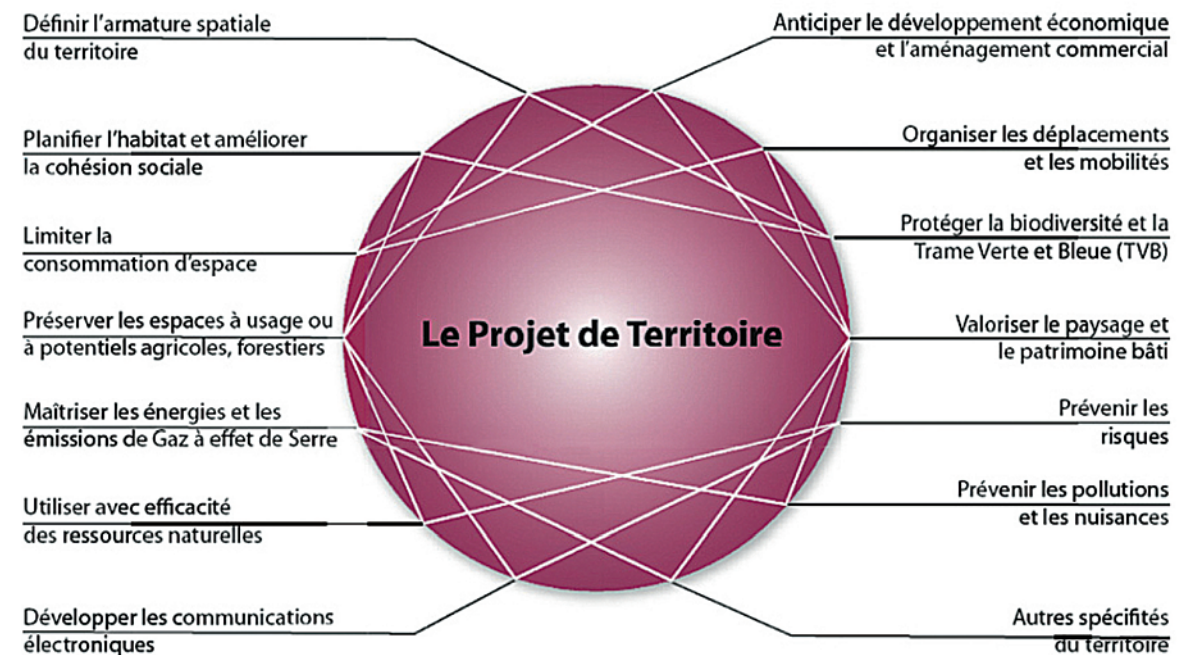 Définir l'armature spatiale
du territoire
Planifier l'habitat et améliorer
la cohésion sociale
Limiter la
consommation d'espace
Préserver les espaces à usage ou
à potentiels agricoles, forestiers
Maîtriser les énergies et les
émissions de Gaz à effet de Serre
Utiliser avec efficacité
des ressources naturelles
Développer les communications
électroniques
Le Projet de Territoire
Anticiper le développement économique
et l'aménagement commercial
Organiser les déplacements
et les mobilités
Protéger la biodiversité et la
Trame Verte et Bleue (TVB)
Valoriser le paysage et
le patrimoine bâti
Prévenir les
risques
Prévenir les pollutions
et les nuisances
Autres spécifités
du territoire